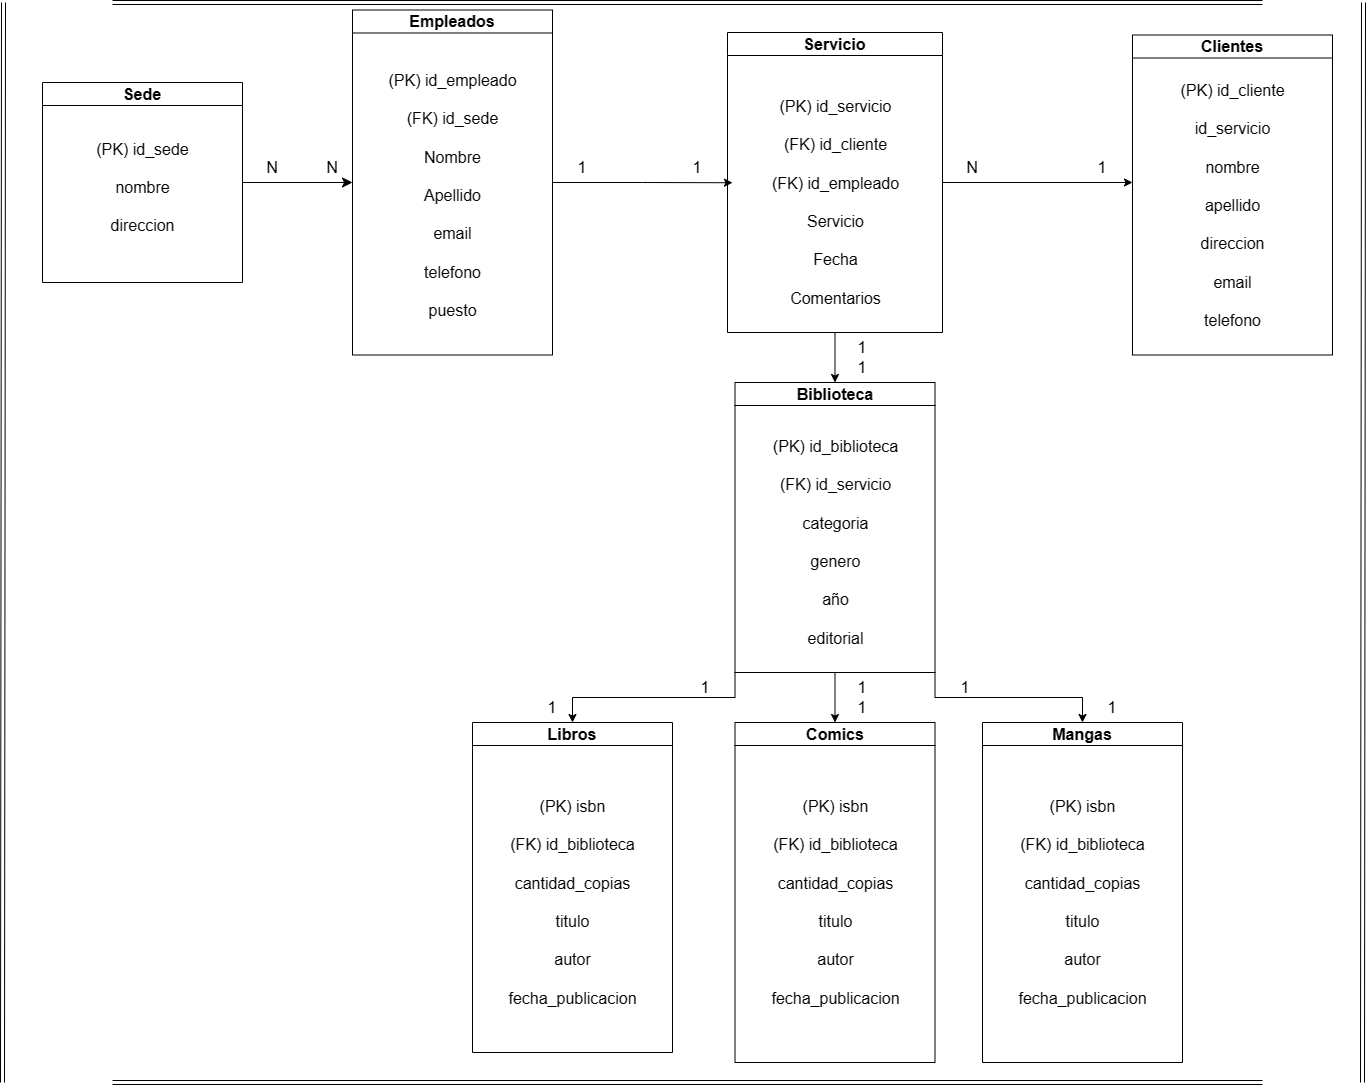 Sede
(PK) id_sede
nombre
direccion
N
N
Empleados
(PK) id_empleado
(FK) id_sede
Nombre
Apellido
email
telefono
puesto
1
1
Servicio
(PK) id_servicio
(FK) id_cliente
(FK) id_empleado
Servicio
Fecha
Comentarios
N
1
Clientes
(PK) id_cliente
id_servicio
nombre
apellido
direccion
email
telefono
1
1
Biblioteca
(PK) id_biblioteca
(FK) id_servicio
categoria
genero
año
editorial
1
1
1
1
1
1
Libros
(PK) isbn
(FK) id_biblioteca
cantidad_copias
titulo
autor
fecha_publicacion
Comics
(PK) isbn
(FK) id_biblioteca
cantidad_copias
titulo
autor
fecha_publicacion
Mangas
(PK) isbn
(FK) id_biblioteca
cantidad_copias
titulo
autor
fecha_publicacion